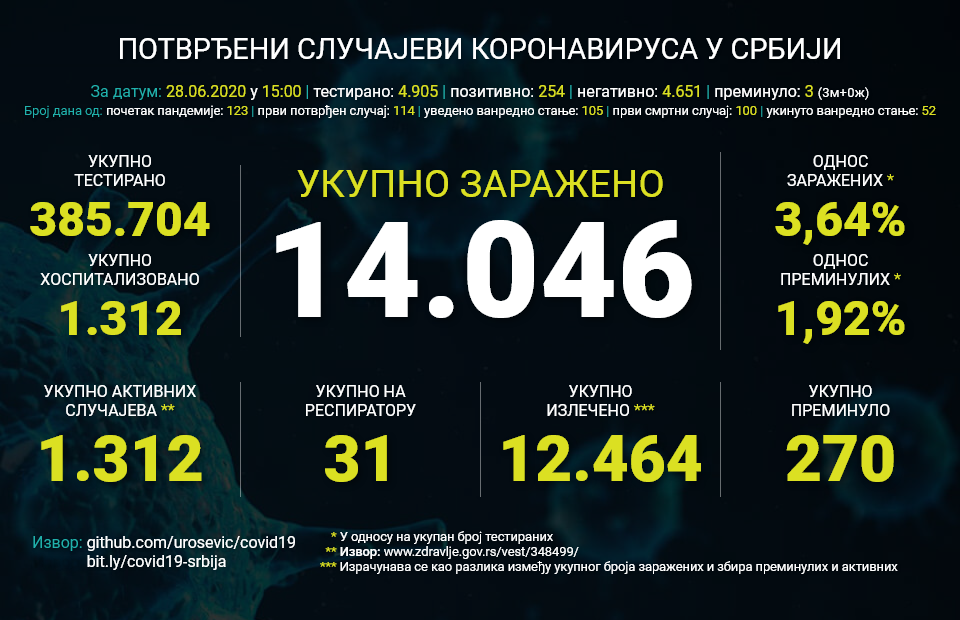 ПОТВРЂЕНИ СЛУЧАЈЕВИ КОРОНАВИРУСА У СРБИЈИ
За датум: 28.06.2020 у 15:00 | тестирано: 4.905 | позитивно: 254 | негативно: 4.651 | преминуло: 3 (3м+0ж)
Број дана од: почетак пандемије: 123 | први потврђен случај: 114 | уведено ванредно стање: 105 | први смртни случај: 100 | укинуто ванредно стање: 52
УКУПНО
ТЕСТИРАНО
385.704
УКУПНО
ХОСПИТАЛИЗОВАНО
1.312
УКУПНО ЗАРАЖЕНО
14.046
ОДНОС
ЗАРАЖЕНИХ *
3,64%
ОДНОС
ПРЕМИНУЛИХ *
1,92%
УКУПНО АКТИВНИХ
СЛУЧАЈЕВА **
1.312
УКУПНО НА
РЕСПИРАТОРУ
31
УКУПНО
ИЗЛЕЧЕНО ***
12.464
УКУПНО
ПРЕМИНУЛО
270
Извор: github.com/urosevic/covid19
bit.ly/covid19-srbija
* У односу на укупан број тестираних
** Извор: www.zdravlje.gov.rs/vest/348499/
*** Израчунава се као разлика између укупног броја заражених и збира преминулих и активних